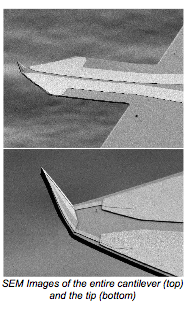 SEM Images of the entire cantilever (top)
and the tip (bottom)